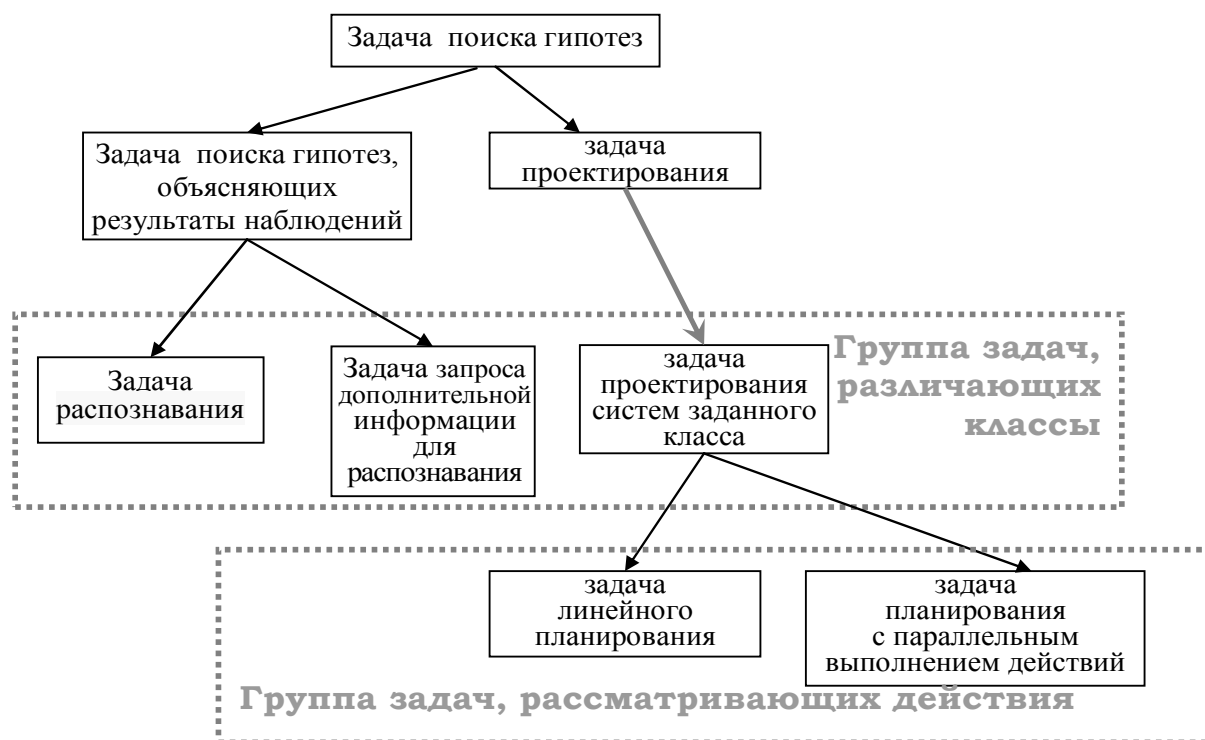 Задача поиска гипотез
Задача поиска гипотез,
объясняющих
результаты наблюдений
задача
проектирования
Задача
распознавания
Задача запроса
дополнительной
информации
для
распознавания
задача
проектирования
систем заданного
класса
Группа задач,
различающих
классы
задача
линейного
планирования
задача
планирования
с параллельным
выполнением действий
Группа задач, рассматривающих действия